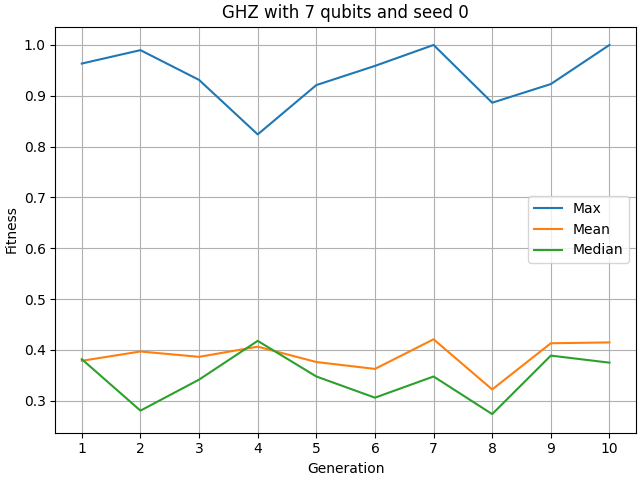 GHZ with 7 qubits and seed 0
1.0
0.9
0.8
0.7
0.6
0.5
0.4
0.3
Fitness
Max
Mean
Median
1 2 3 4 5 6 7 8 9 10
Generation